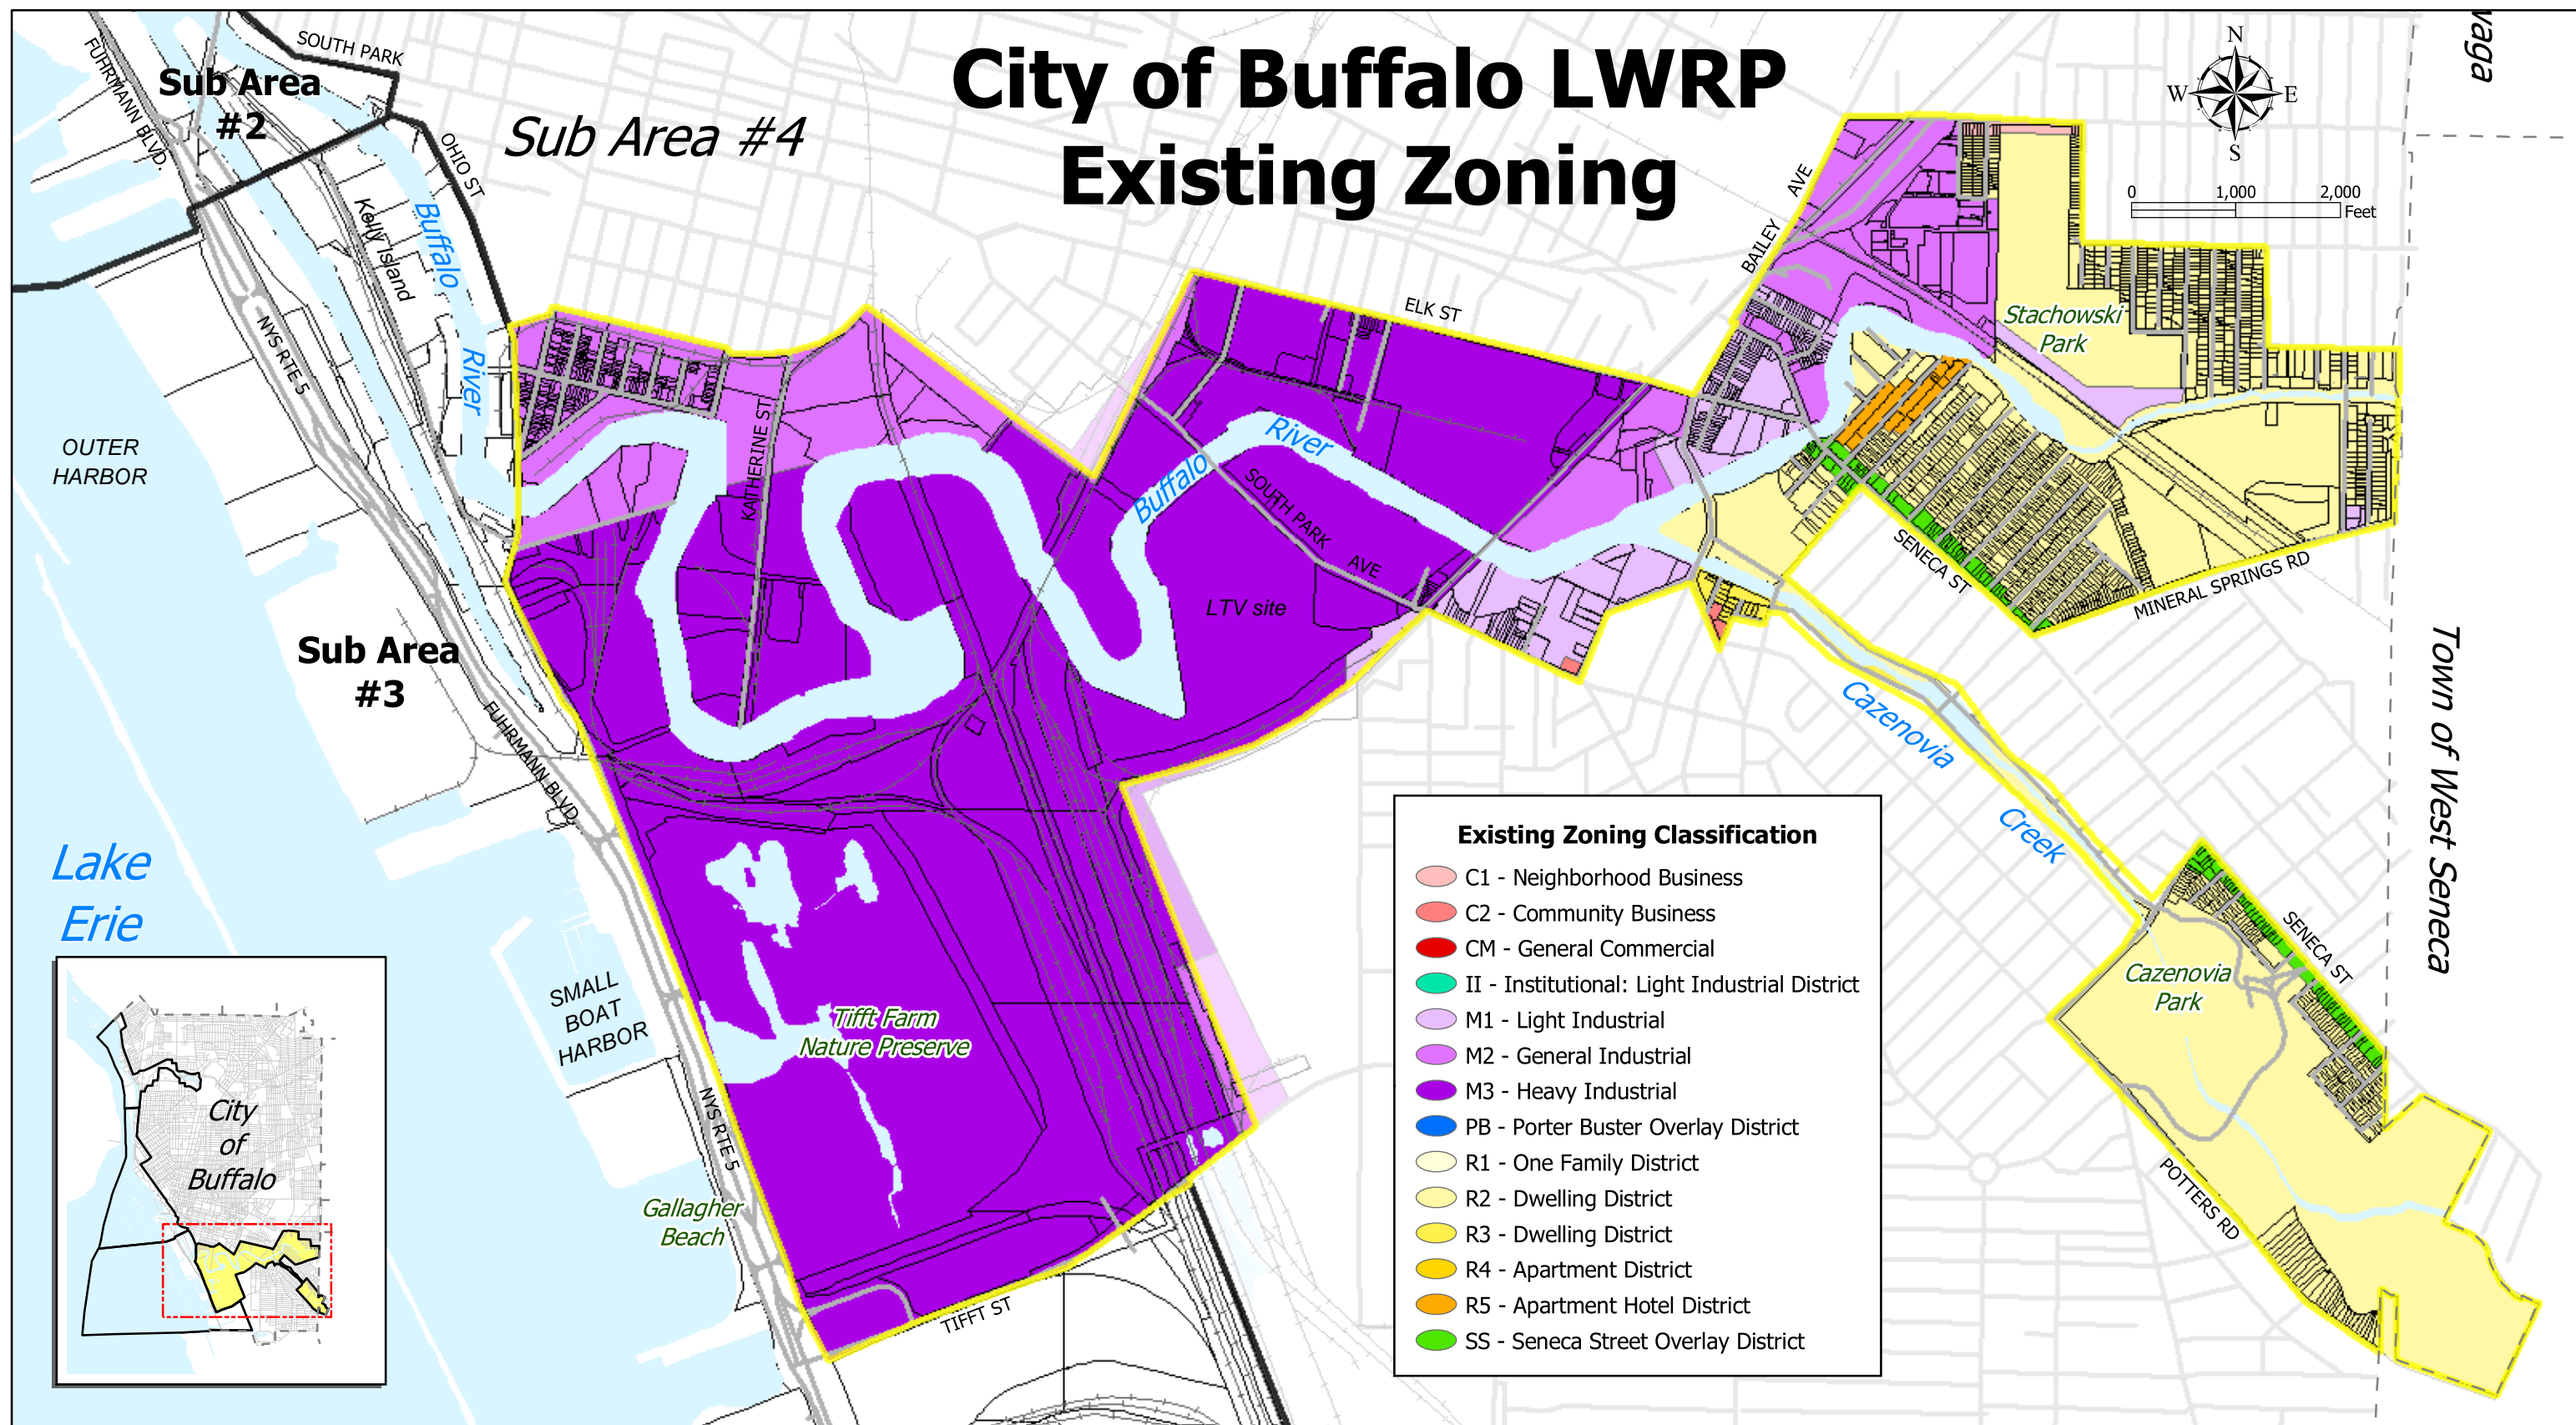 City of Buffalo LWRP
Existing Zoning
Sub Area
#2
Sub Area #4
SOUTH PARK
FUHRMANN BLVD.
OHIO ST
Kelly Island
Buffalo
River
NYS RTE 5
OUTER
HARBOR
Sub Area
#3
FUHRMANN BLVD
Lake
Erie
SMALL
BOAT
HARBOR
NYS RTE 5
Gallagher
Beach
Tifft Farm
Nature Preserve
TIFFT ST
KATHERINE ST
Buffalo
River
SOUTH PARK
AVE
LTV site
ELK ST
BAILEY
AVE
Stachowski
Park
SENECA ST
MINERAL SPRINGS RD
Cazenovia
Creek
SENECA ST
Cazenovia
Park
POTTERS RD
Town of West Seneca
vaga
N
W
E
S
0
1,000
2,000
Feet
City
of
Buffalo
Existing Zoning Classification
C1 - Neighborhood Business
C2 - Community Business
CM - General Commercial
II - Institutional: Light Industrial District
M1 - Light Industrial
M2 - General Industrial
M3 - Heavy Industrial
PB - Porter Buster Overlay District
R1 - One Family District
R2 - Dwelling District
R3 - Dwelling District
R4 - Apartment District
R5 - Apartment Hotel District
SS - Seneca Street Overlay District